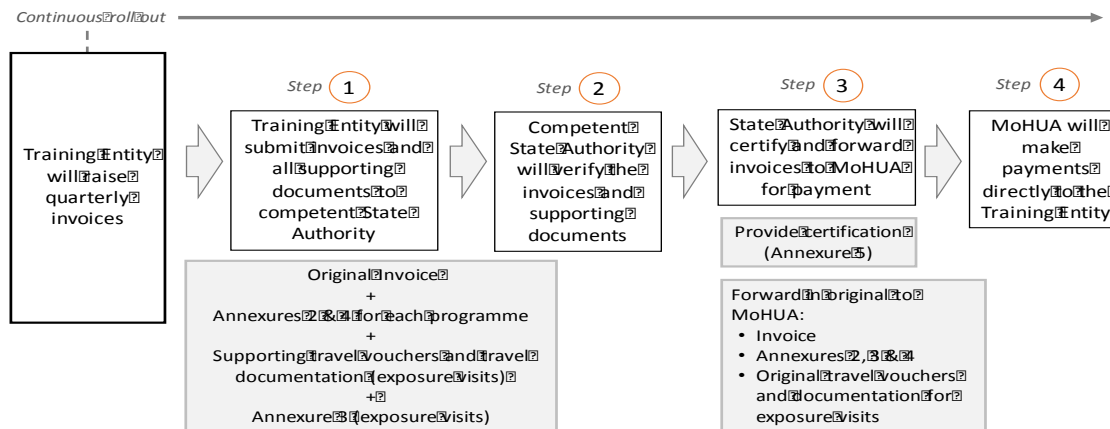 Continuous roll out
Step 1
Step 2
Step 3
Step 4
Training Entity
will raise
quarterly
invoices
Training Entity will
submit invoices and
all supporting
documents to
competent State
Authority
Competent
State Authority
will verify the
invoices and
supporting
documents
State Authority will
certify and forward
invoices to MoHUA
for payment
MoHUA will
make
payments
directly to the
Training Entity
Original Invoice
+
Annexures 2 & 4 for each programme
+
Supporting travel vouchers and travel
documentation (exposure visits)
+
Annexure 3 (exposure visits)
Provide certification
(Annexure 5)
Forward in original to
MoHUA:
• Invoice
• Annexures 2, 3 & 4
• Original travel vouchers
and documentation for
exposure visits